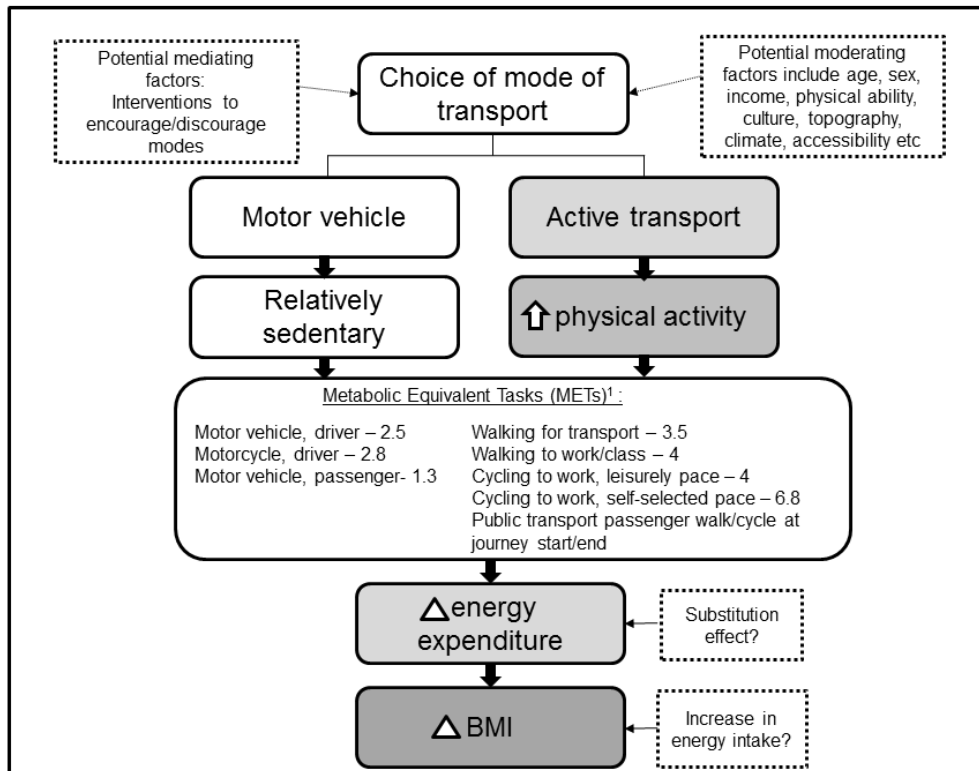 Potential mediating
factors:
Interventions to
encourage/discourage
modes
Choice of mode of
transport
Potential moderating
factors include age, sex,
income, physical ability,
culture, topography,
climate, accessibility etc
Motor vehicle
Active transport
Relatively
sedentary
⇧ physical activity
Metabolic Equivalent Tasks (METs)¹ :
Motor vehicle, driver – 2.5
Motorcycle, driver – 2.8
Motor vehicle, passenger- 1.3
Walking for transport – 3.5
Walking to work/class – 4
Cycling to work, leisurely pace – 4
Cycling to work, self-selected pace – 6.8
Public transport passenger walk/cycle at
journey start/end
△ energy
expenditure
Substitution
effect?
△ BMI
Increase in
energy intake?